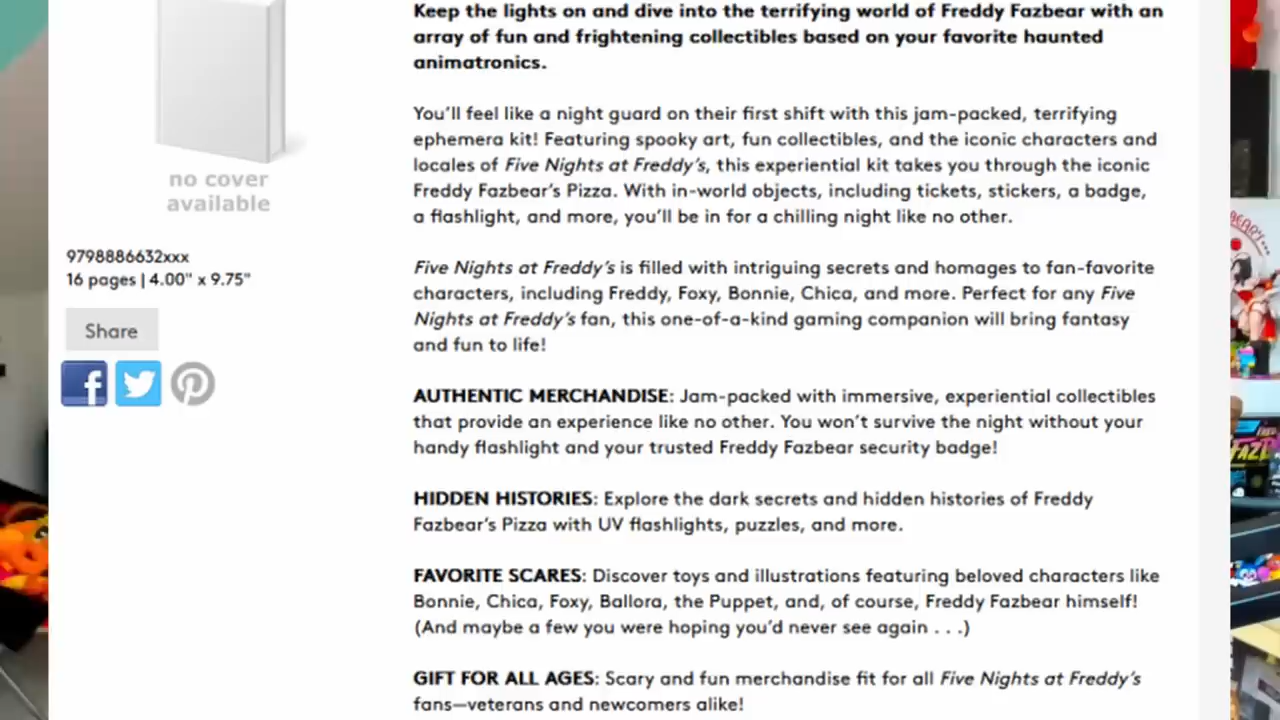 Keep the lights on and dive into the terrifying world of Freddy Fazbear with an
array of fun and frightening collectibles based on your favorite haunted
animatronics.
You'll feel like a night guard on their first shift with this jam-packed, terrifying
ephemera kit! Featuring spooky art, fun collectibles, and the iconic characters and
locales of Five Nights at Freddy's, this experiential kit takes you through the iconic
Freddy Fazbear's Pizza. With in-world objects, including tickets, stickers, a badge,
a flashlight, and more, you'll be in for a chilling night like no other.
no cover
available
9798886632xxx
16 pages | 4.00" x 9.75"
Share
Five Nights at Freddy's is filled with intriguing secrets and homages to fan-favorite
characters, including Freddy, Foxy, Bonnie, Chica, and more. Perfect for any Five
Nights at Freddy's fan, this one-of-a-kind gaming companion will bring fantasy
and fun to life!
AUTHENTIC MERCHANDISE: Jam-packed with immersive, experiential collectibles
that provide an experience like no other. You won't survive the night without your
handy flashlight and your trusted Freddy Fazbear security badge!
HIDDEN HISTORIES: Explore the dark secrets and hidden histories of Freddy
Fazbear's Pizza with UV flashlights, puzzles, and more.
FAVORITE SCARES: Discover toys and illustrations featuring beloved characters like
Bonnie, Chica, Foxy, Ballora, the Puppet, and, of course, Freddy Fazbear himself!
(And maybe a few you were hoping you'd never see again . . .)
GIFT FOR ALL AGES: Scary and fun merchandise fit for all Five Nights at Freddy's
fans—veterans and newcomers alike!